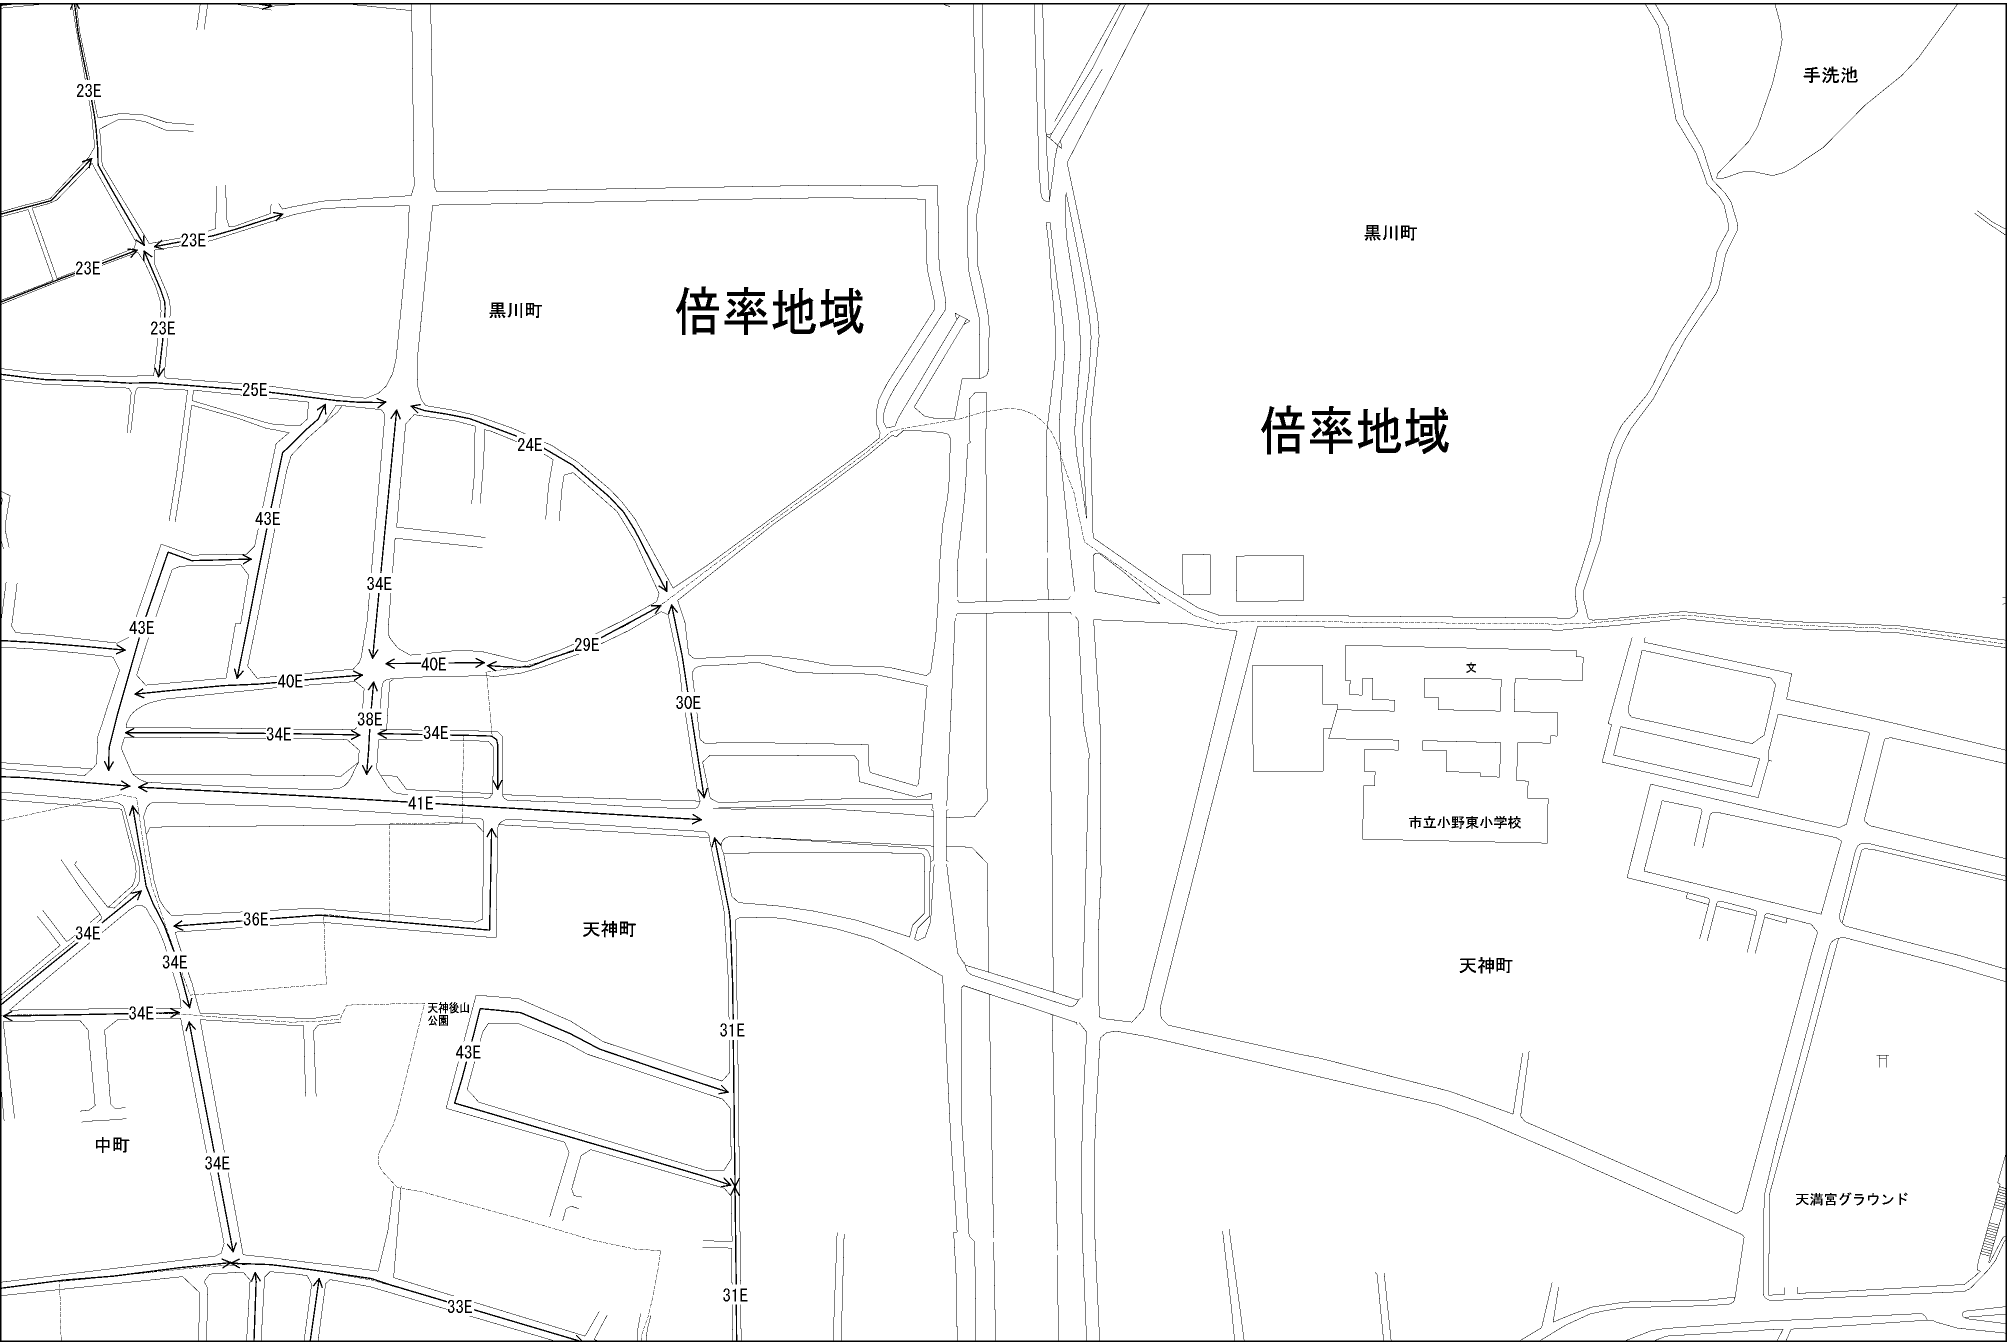 手洗池
23E
黒川町
23E
23E
黒川町
倍率地域
23E
25E
倍率地域
24E
43E
34E
43E
29E
40E
文
40E
30E
38E
34E
34E
41E
市立小野東小学校
36E
天神町
34E
34E
天神町
天神後山
公園
34E
31E
43E
中町
34E
天満宮グラウンド
31E
33E